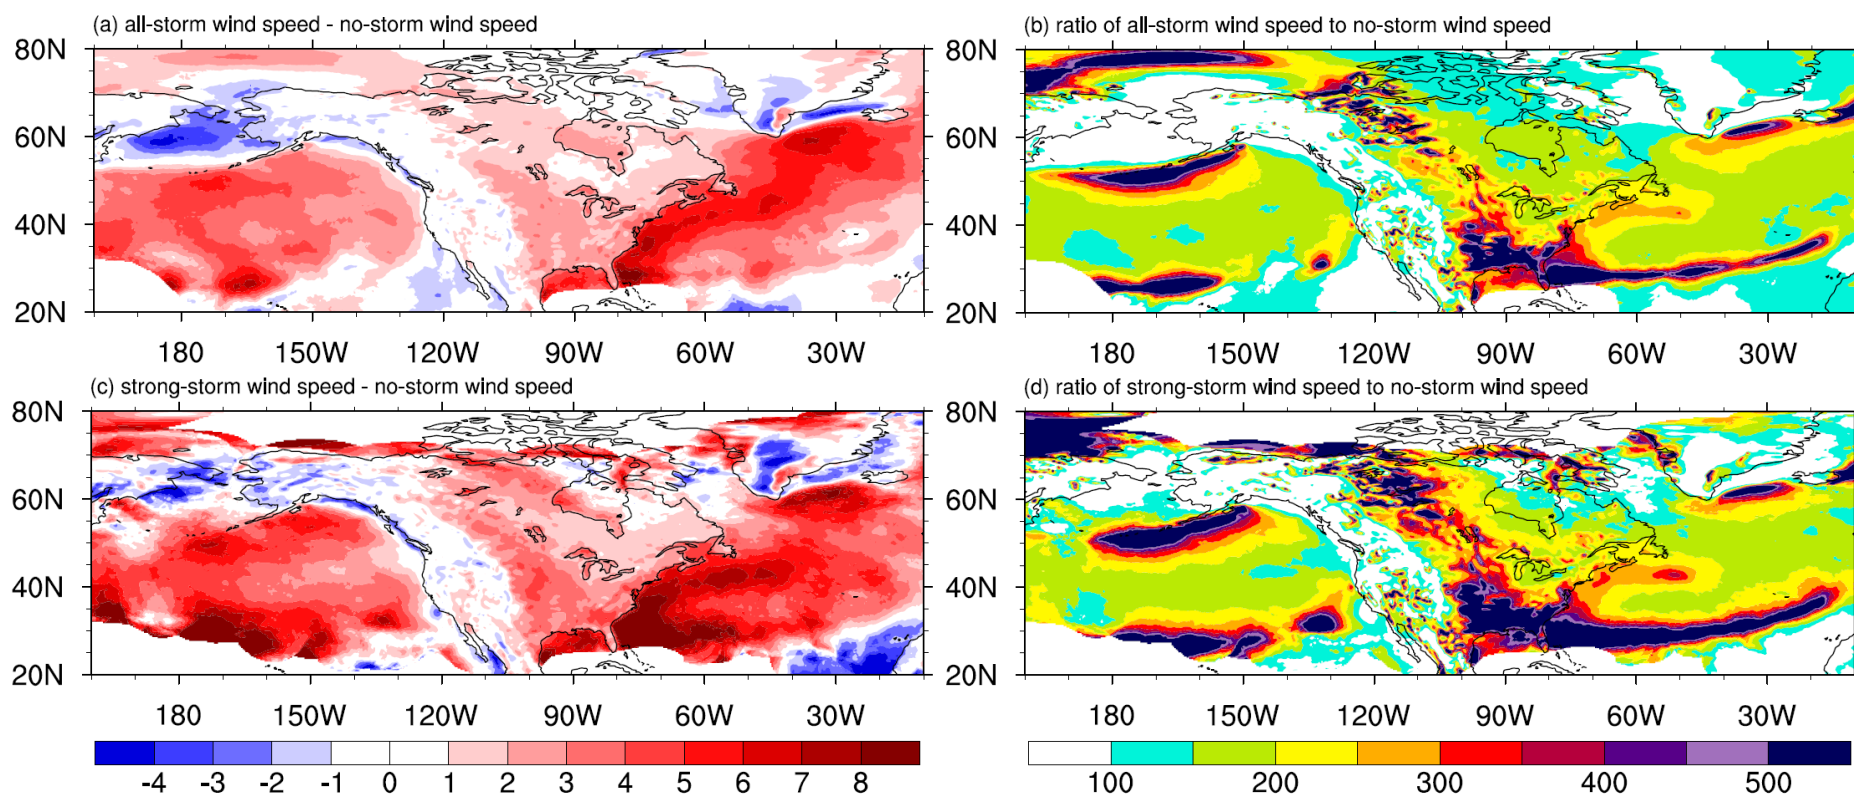 (a) all-storm wind speed - no-storm wind speed
(b) ratio of all-storm wind speed to no-storm wind speed
80N
60N
40N
20N
80N
60N
40N
20N
180 150W 120W 90W 60W 30W
180 150W 120W 90W 60W 30W
(c) strong-storm wind speed - no-storm wind speed
(d) ratio of strong-storm wind speed to no-storm wind speed
80N
60N
40N
20N
80N
60N
40N
20N
180 150W 120W 90W 60W 30W
180 150W 120W 90W 60W 30W
-4 -3 -2 -1 0 1 2 3 4 5 6 7 8
100 200 300 400 500